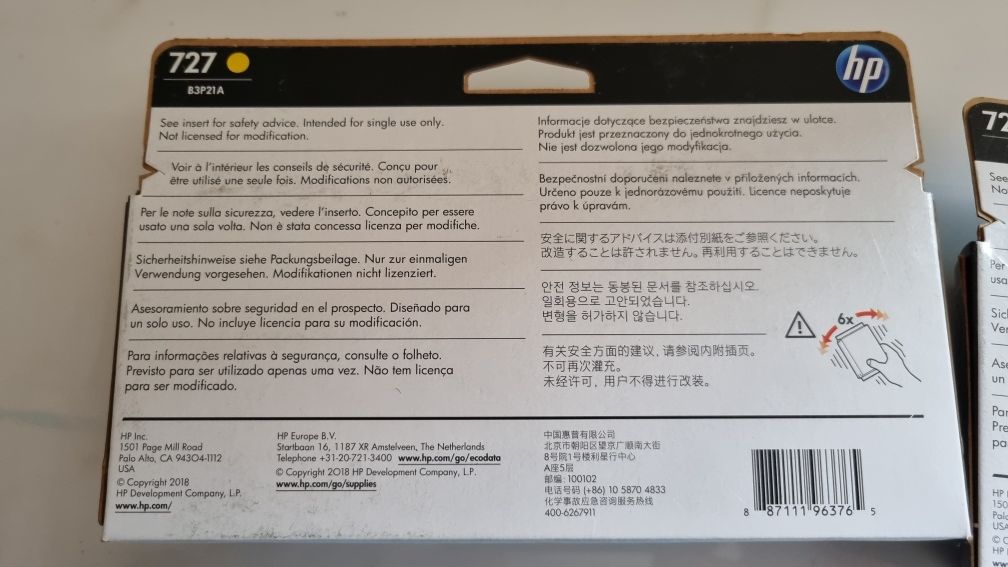 727
B3P21A
hp
See insert for safety advice. Intended for single use only.
Not licensed for modification.
Voir à l'intérieur les conseils de sécurité. Conçu pour
être utilisé une seule fois. Modifications non autorisées.
Per le note sulla sicurezza, vedere l'inserto. Concepito per essere
usato una sola volta. Non è stata concessa licenza per modifiche.
Sicherheitshinweise siehe Packungsbeilage. Nur zur einmaligen
Verwendung vorgesehen. Modifikationen nicht lizenziert.
Asesoramiento sobre seguridad en el prospecto. Diseñado para
un solo uso. No incluye licencia para su modificación.
Para informações relativas à segurança, consulte o folheto.
Previsto para ser utilizado apenas uma vez. Não tem licença
para ser modificado.
Informacje dotyczące bezpieczeństwa znajdziesz w ulotce.
Produkt jest przeznaczony do jednokrotnego użycia.
Nie jest dozwolona jego modyfikacja.
Bezpečnostní doporučení naleznete v přiložených informacích.
Určeno pouze k jednorázovému použití. Licence neposkytuje
právo k úpravám.
安全に関するアドバイスは添付別紙をご参照ください。
改造することは許されません。再利用することはできません。
안전 정보는 동봉된 문서를 참조하십시오.
일회용으로 고안되었습니다.
변형을 허가하지 않습니다.
有关安全方面的建议，请参阅内附插页。
不可再次灌充。
未经许可，用户不得进行改装。
6x
HP Inc.
1501 Page Mill Road
Palo Alto, CA 94304-1112
USA
© Copyright 2018
HP Development Company, L.P.
www.hp.com/
HP Europe B.V.
Startbaan 16, 1187 XR Amstelveen, The Netherlands
Telephone +31-20-721-3400 www.hp.com/go/ecodata
© Copyright 2018 HP Development Company, L.P.
www.hp.com/go/supplies
中国惠普有限公司
北京市朝阳区望京广顺南大街
8号院1号楼利星行中心
A座5层
邮编: 100102
电话号码 (+86) 10 5870 4833
化学事故应急咨询服务热线
400-6267911
8 87111 96376 5
72
See
No
Per
usa
Sic
Ver
Ase
un
Par
Pre
pa
HP
150
Palo
USA
© C
HP